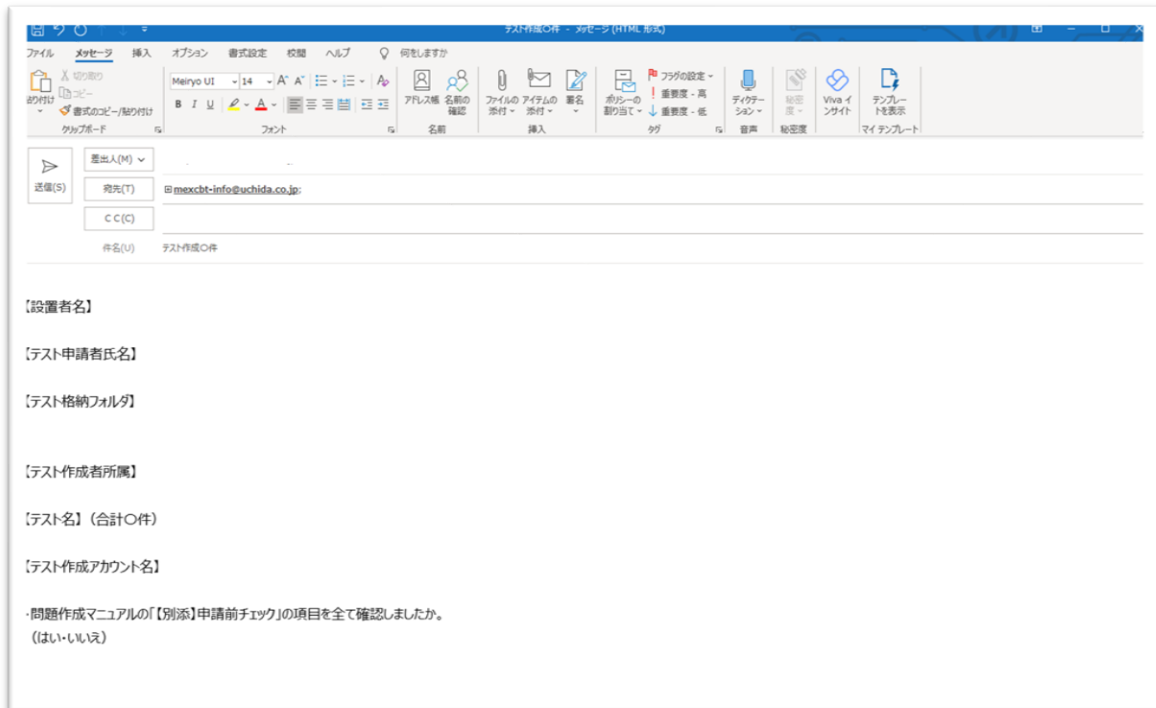 テスト作成〇件 - メッセージ (HTML 形式)
ファイル メッセージ 挿入 オプション 書式設定 校閲 ヘルプ 何をしますか
貼り付け
切り取り
コピー
書式のコピー/貼り付け
クリップボード
Meiryo UI 14
B I U
フォント
アドレス帳 名前の確認
名前
ファイルの添付 アイテムの添付 署名
挿入
ポリシーの割り当て
フラグの設定
重要度 - 高
重要度 - 低
タグ
ディクテーション
音声
秘密度
秘密度
Viva インサイト
テンプレートを表示
マイ テンプレート
送信(S)
差出人(M)
宛先(T) mexcbt-info@uchida.co.jp;
C C(C)
件名(U) テスト作成〇件
【設置者名】
【テスト申請者氏名】
【テスト格納フォルダ】
【テスト作成者所属】
【テスト名】(合計〇件)
【テスト作成アカウント名】
・問題作成マニュアルの「【別添】申請前チェック」の項目を全て確認しましたか。
(はい・いいえ)